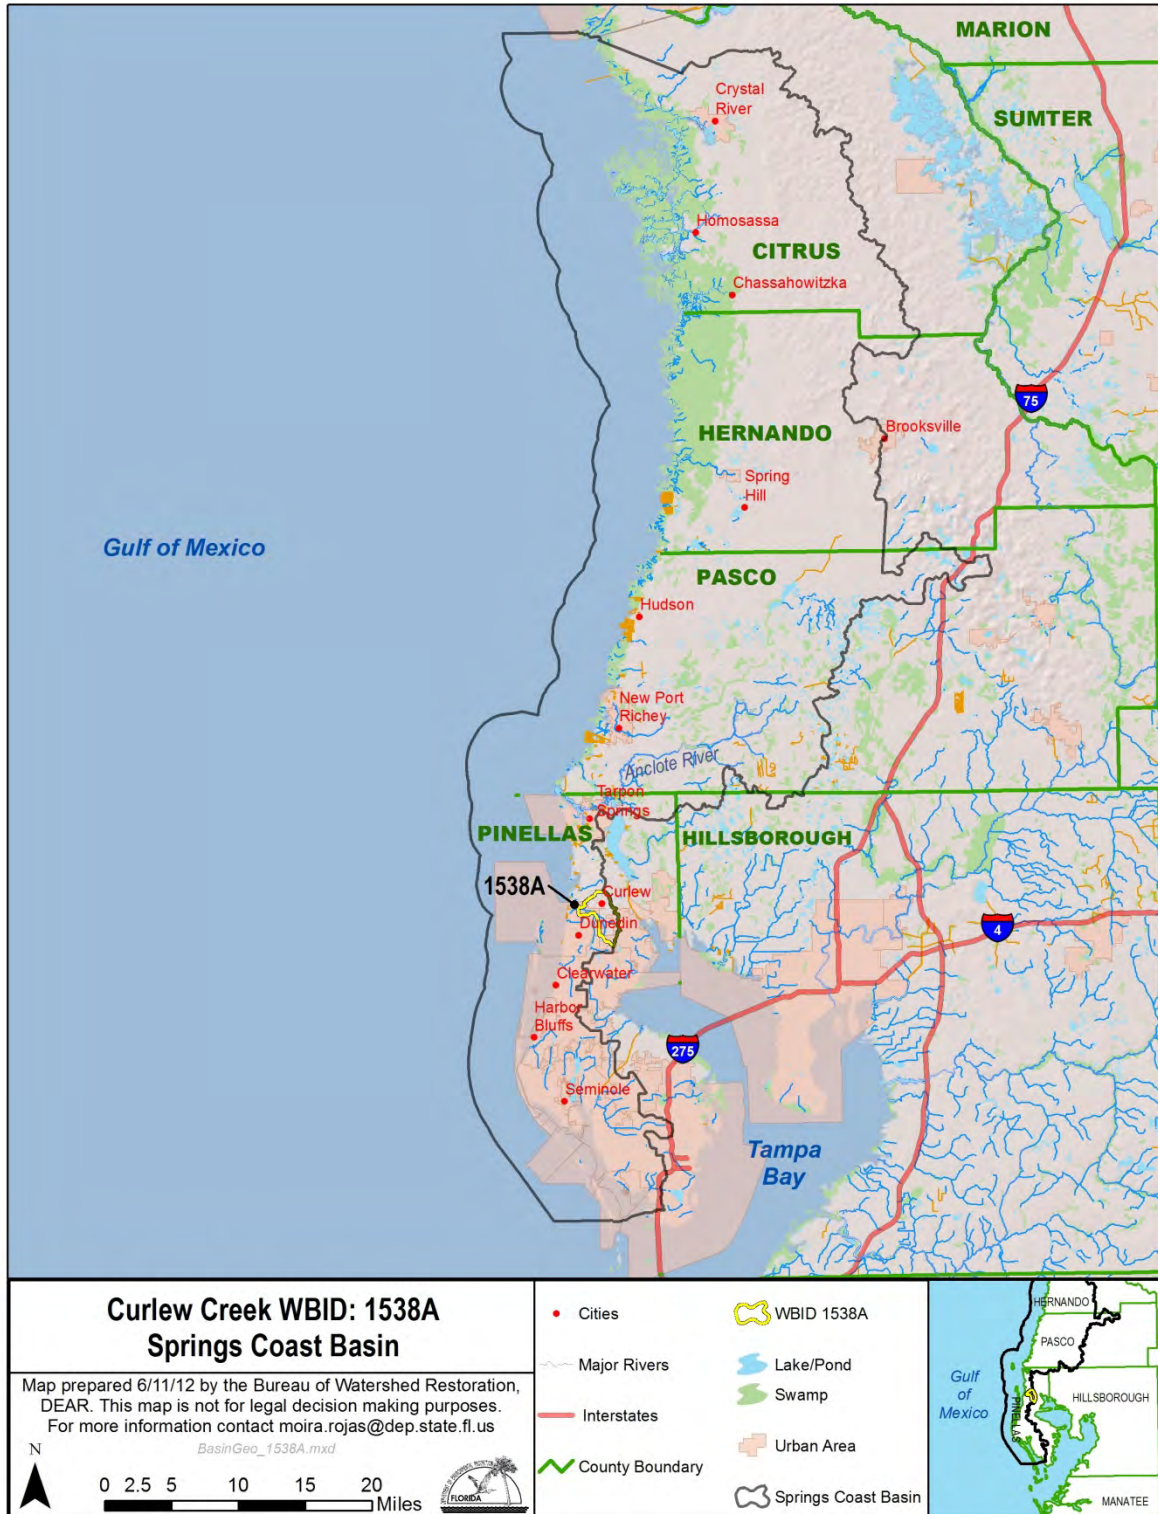 MARION
SUMTER
Crystal
River
Homosassa
CITRUS
Chassahowitzka
75
HERNANDO
Brooksville
Spring
Hill
Gulf of Mexico
PASCO
Hudson
New Port
Richey
Anclote River
Tarpon
Springs
PINELLAS
HILLSBOROUGH
1538A
Curlew
Dunedin
4
Clearwater
Harbor
Bluffs
275
Seminole
Tampa
Bay
Curlew Creek WBID: 1538A
Springs Coast Basin
Map prepared 6/11/12 by the Bureau of Watershed Restoration,
DEAR. This map is not for legal decision making purposes.
For more information contact moira.rojas@dep.state.fl.us
BasinGeo_1538A.mxd
N
0 2.5 5 10 15 20
Miles
FLORIDA
Cities
Major Rivers
Interstates
County Boundary
WBID 1538A
Lake/Pond
Swamp
Urban Area
Springs Coast Basin
HERNANDO
PASCO
Gulf
of
Mexico
PINELLAS
HILLSBOROUGH
MANATEE